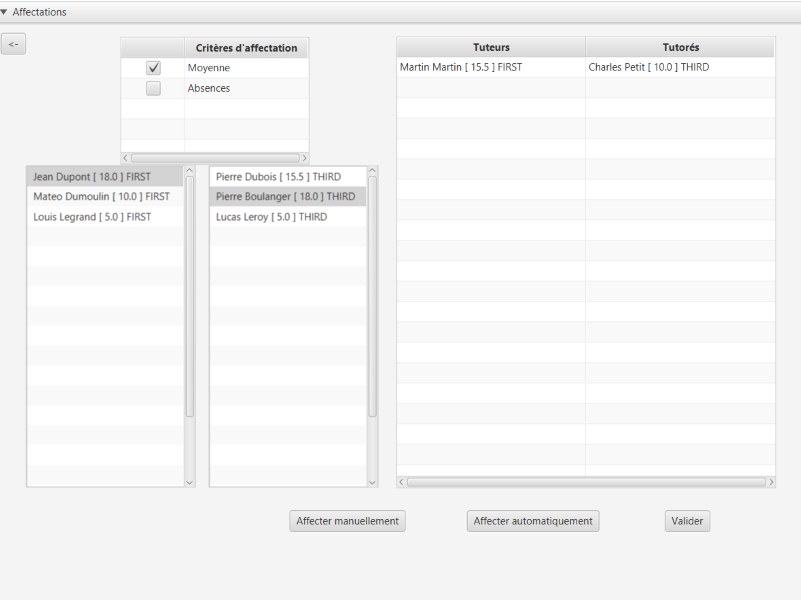 Affectations
<-
Critères d'affectation
Moyenne
Absences
Jean Dupont [ 18.0 ] FIRST
Mateo Dumoulin [ 10.0 ] FIRST
Louis Legrand [ 5.0 ] FIRST
Pierre Dubois [ 15.5 ] THIRD
Pierre Boulanger [ 18.0 ] THIRD
Lucas Leroy [ 5.0 ] THIRD
Tuteurs Tutorés
Martin Martin [ 15.5 ] FIRST Charles Petit [ 10.0 ] THIRD
Affecter manuellement Affecter automatiquement Valider